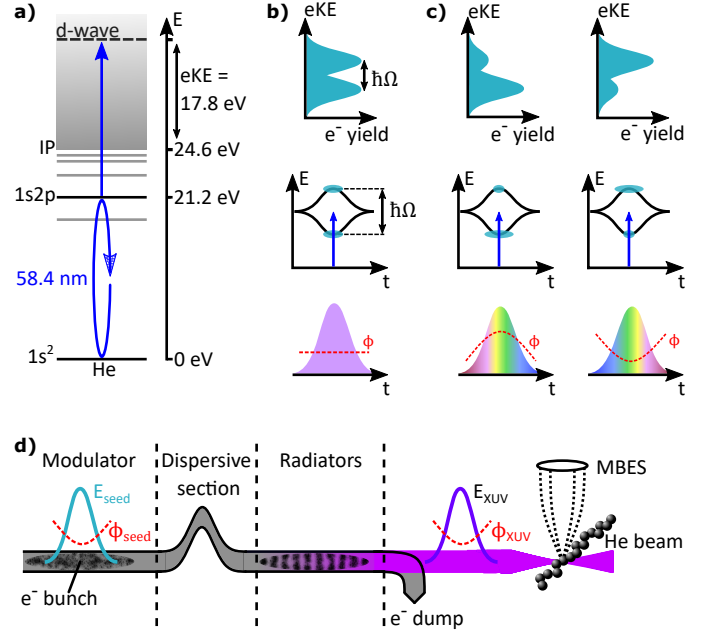 a)
d-wave
E
eKE =
17.8 eV
IP
24.6 eV
1s2p
21.2 eV
58.4 nm
1s²
0 eV
He
b)
eKE
ħΩ
e⁻ yield
E
ħΩ
t
ϕ
t
c)
eKE
e⁻ yield
eKE
e⁻ yield
E
t
E
t
ϕ
t
ϕ
t
d)
Modulator
Dispersive
section
Radiators
E_seed
ϕ_seed
e⁻ bunch
e⁻ dump
E_XUV
ϕ_XUV
MBES
He beam